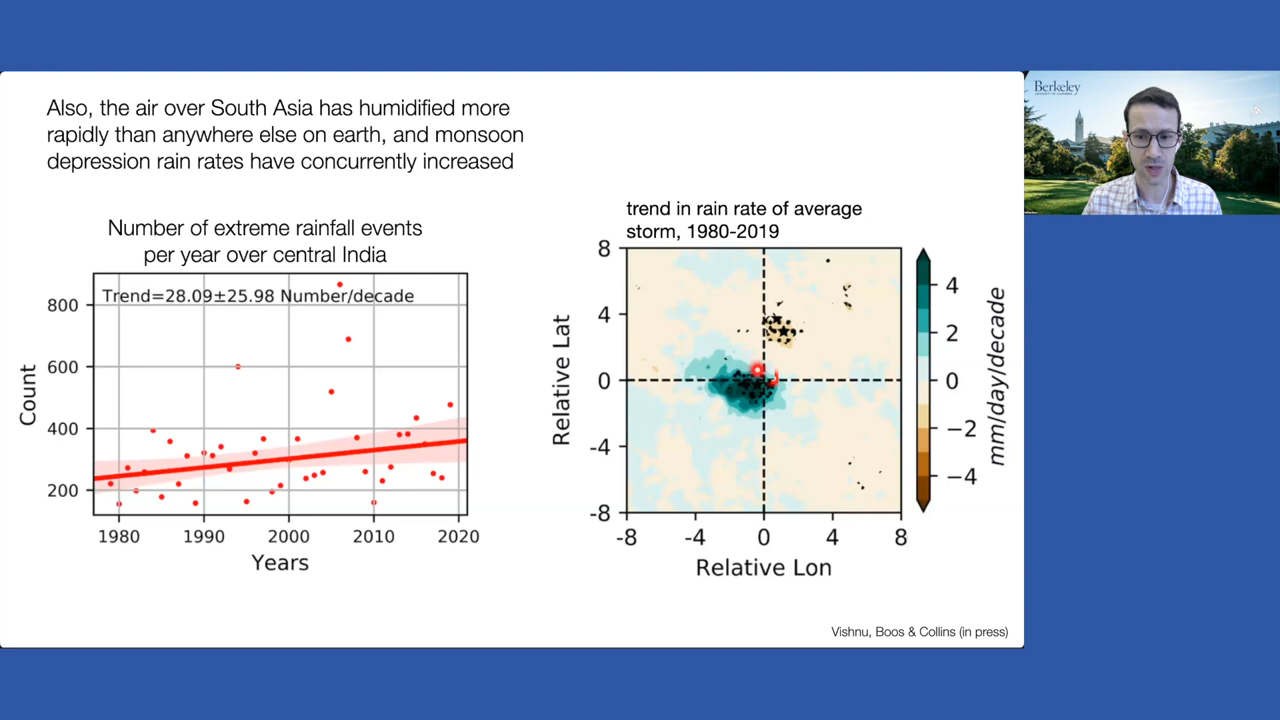 Also, the air over South Asia has humidified more
rapidly than anywhere else on earth, and monsoon
depression rain rates have concurrently increased
Number of extreme rainfall events
per year over central India
Trend=28.09±25.98 Number/decade
800
600
400
200
Count
1980 1990 2000 2010 2020
Years
trend in rain rate of average
storm, 1980-2019
8
4
0
-4
-8
Relative Lat
-8 -4 0 4 8
Relative Lon
4
2
0
−2
−4
mm/day/decade
Vishnu, Boos & Collins (in press)
Berkeley